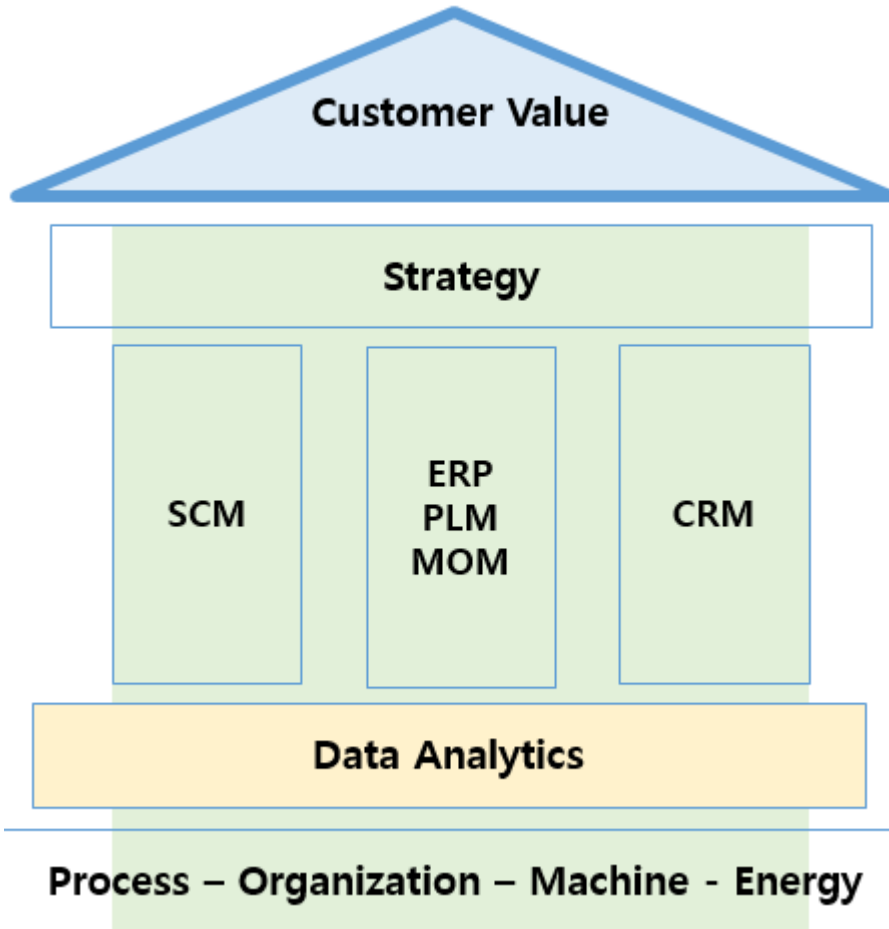 Customer Value
Strategy
SCM
ERP
PLM
MOM
CRM
Data Analytics
Process – Organization – Machine - Energy